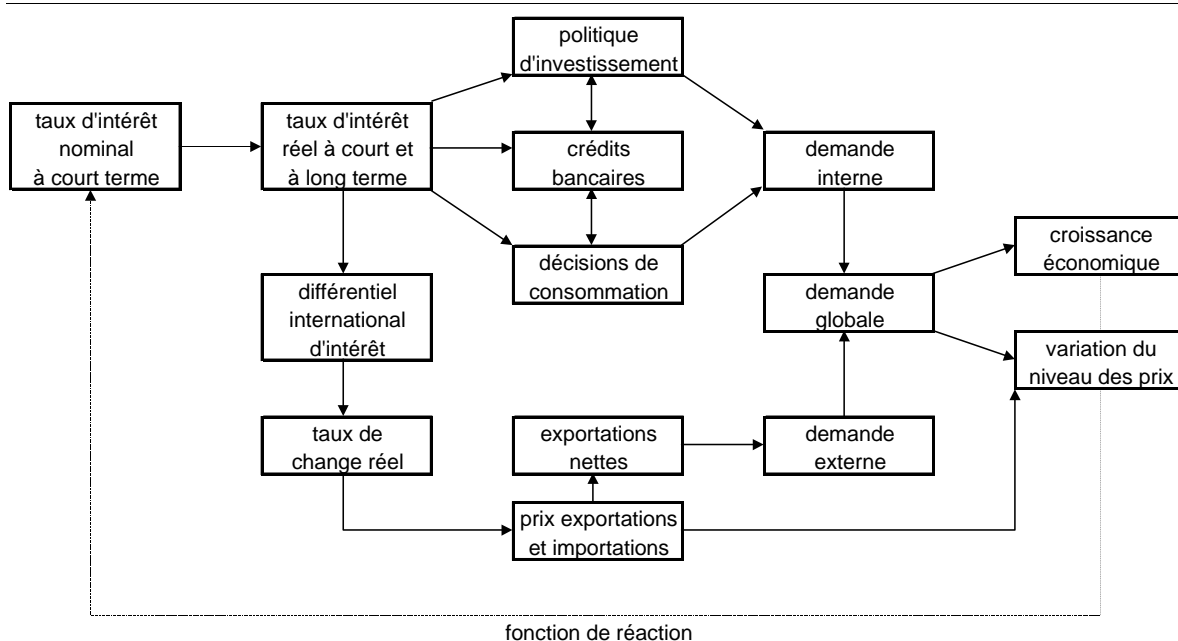 politique
d'investissement
taux d'intérêt
nominal
à court terme
taux d'intérêt
réel à court et
à long terme
crédits
bancaires
demande
interne
décisions de
consommation
croissance
économique
différentiel
international
d'intérêt
demande
globale
variation du
niveau des prix
taux de
change réel
exportations
nettes
demande
externe
prix exportations
et importations
fonction de réaction